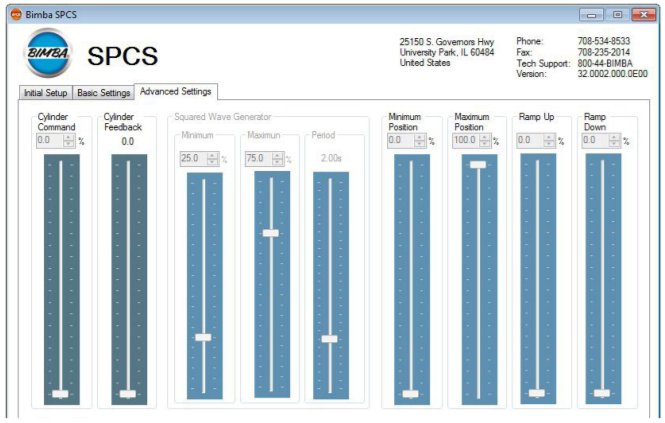 Bimba SPCS
BIMBA
SPCS
25150 S. Governors Hwy
University Park, IL 60484
United States
Phone: 708-534-8533
Fax: 708-235-2014
Tech Support: 800-44-BIMBA
Version: 32.0002.000.0E00
Initial Setup Basic Settings Advanced Settings
Cylinder Command
0.0 %
Cylinder Feedback
0.0
Squared Wave Generator
Minimum
25.0 %
Maximun
75.0 %
Period
2.00s
Minimum Position
0.0 %
Maximum Position
100.0 %
Ramp Up
0.0 %
Ramp Down
0.0 %